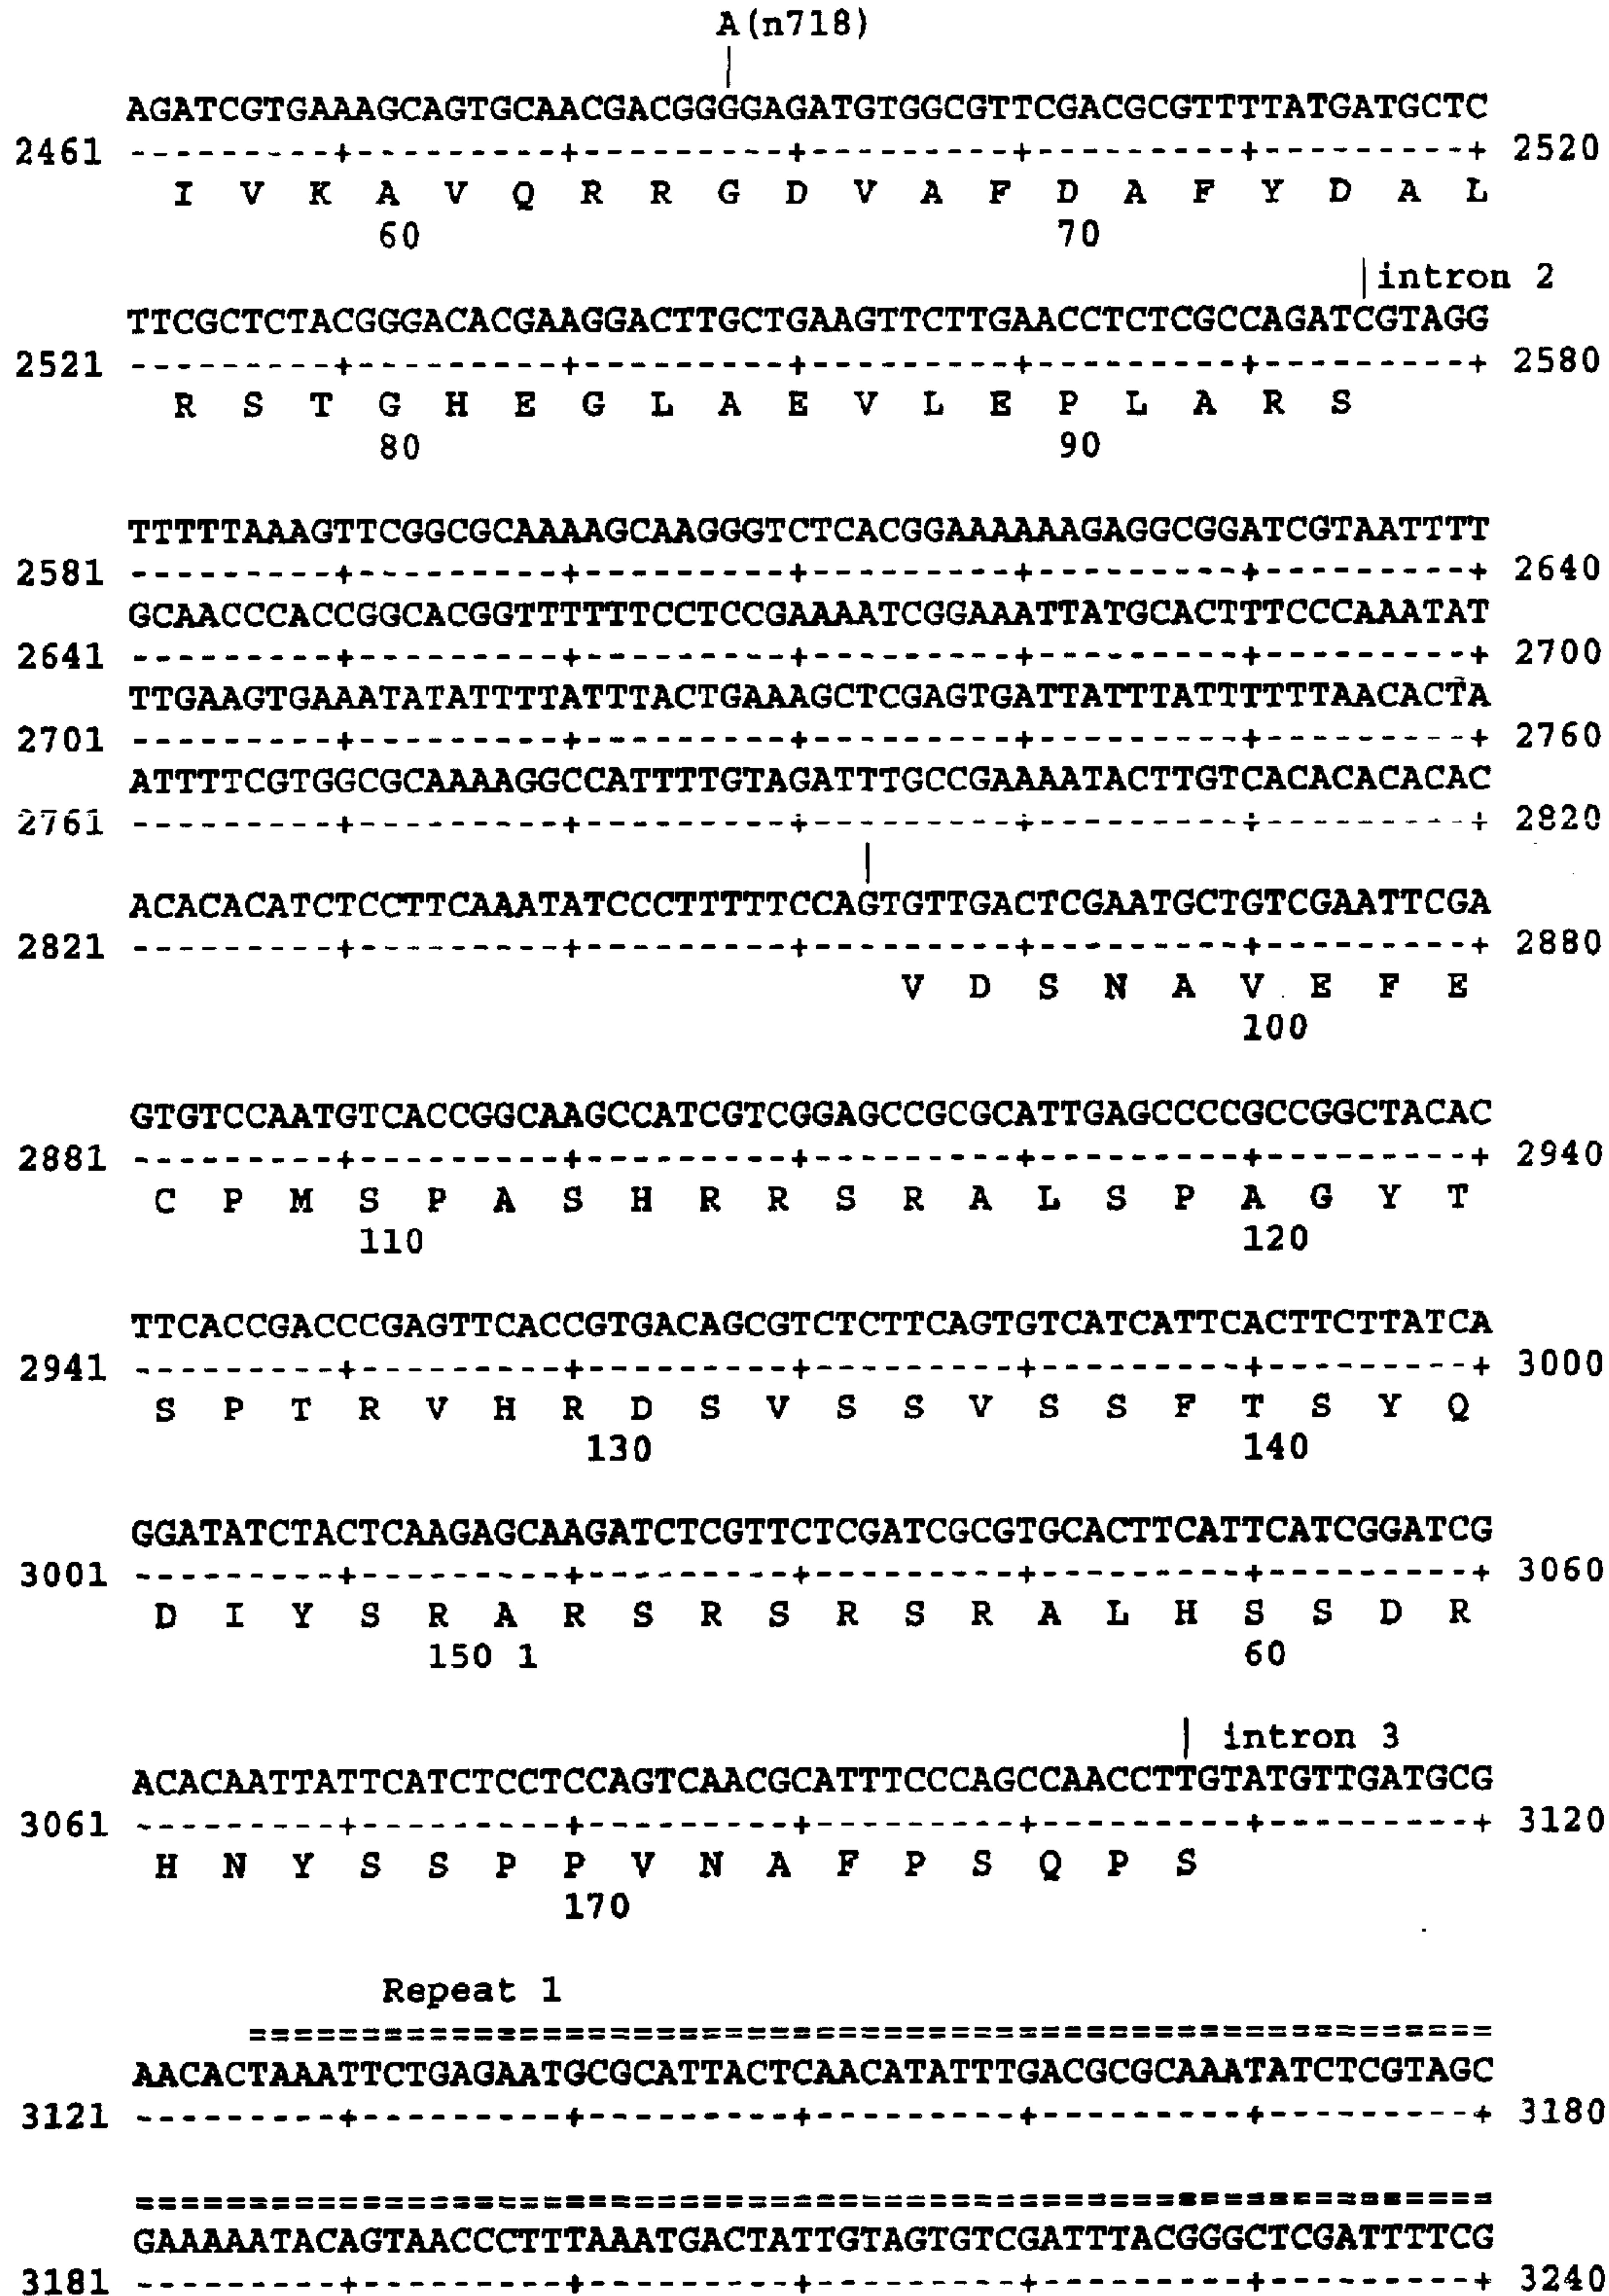 A(n718)
AGATCGTGAAAGCAGTGCAACGACGGGGAGATGTGGCGTTCGACGCGTTTTATGATGCTC
2461 ---------+---------+---------+---------+---------+---------+ 2520
I V K A V Q R R G D V A F D A F Y D A L
60 70
|intron 2
TTCGCTCTACGGGACACGAAGGACTTGCTGAAGTTCTTGAACCTCTCGCCAGATCGTAGG
2521 ---------+---------+---------+---------+---------+---------+ 2580
R S T G H E G L A E V L E P L A R S
80 90
TTTTTAAAGTTCGGCGCAAAAAGCAAGGGTCTCACGGAAAAAAAGAGGCGGATCGTAATTTT
2581 ---------+---------+---------+---------+---------+---------+ 2640
GCAACCCACCGGCACGGTTTTTTCCTCCGAAAATCGGAAATTATGCACTTTCCCAAATAT
2641 ---------+---------+---------+---------+---------+---------+ 2700
TTGAAGTGAAATATATTTTATTTACTGAAAGCTCGAGTGATTATTTATTTTTTAACACTA
2701 ---------+---------+---------+---------+---------+---------+ 2760
ATTTTCGTGGCGCAAAAGGCCATTTTGTAGATTTGCCGAAAATACTTGTCACACACACAC
2761 ---------+---------+---------+---------+---------+---------+ 2820
ACACACATCTCCTTCAAATATCCCTTTTTCCAGTGTTGACTCGAATGCTGTCGAATTCGA
2821 ---------+---------+---------+---------+---------+---------+ 2880
V D S N A V E F E
100
GTGTCCAATGTCACCGGCAAGCCATCGTCGGAGCCGCGCATTGAGCCCCGCCGGCTACAC
2881 ---------+---------+---------+---------+---------+---------+ 2940
C P M S P A S H R R S R A L S P A G Y T
110 120
TTCACCGACCCGAGTTCACCGTGACAGCGTCTCTTCAGTGTCATCATTCACTTCTTATCA
2941 ---------+---------+---------+---------+---------+---------+ 3000
S P T R V H R D S V S S V S S F T S Y Q
130 140
GGATATCTACTCAAGAGCAAGATCTCGTTCTCGATCGCGTGCACTTCATTCATCGGATCG
3001 ---------+---------+---------+---------+---------+---------+ 3060
D I Y S R A R S R S R S R A L H S S D R
150 1 60
| intron 3
ACACAATTATTCATCTCCTCCAGTCAACGCATTTCCCAGCCAACCTTGTATGTTGATGCG
3061 ---------+---------+---------+---------+---------+---------+ 3120
H N Y S S P P V N A F P S Q P S
170
Repeat 1
=======================================================
AACACTAAATTCTGAGAATGCGCATTACTCAACATATTTGACGCGCAAATATCTCGTAGC
3121 ---------+---------+---------+---------+---------+---------+ 3180
============================================================
GAAAAATACAGTAACCCTTTAAATGACTATTGTAGTGTCGATTTACGGGCTCGATTTTCG
3181 ---------+---------+---------+---------+---------+---------+ 3240